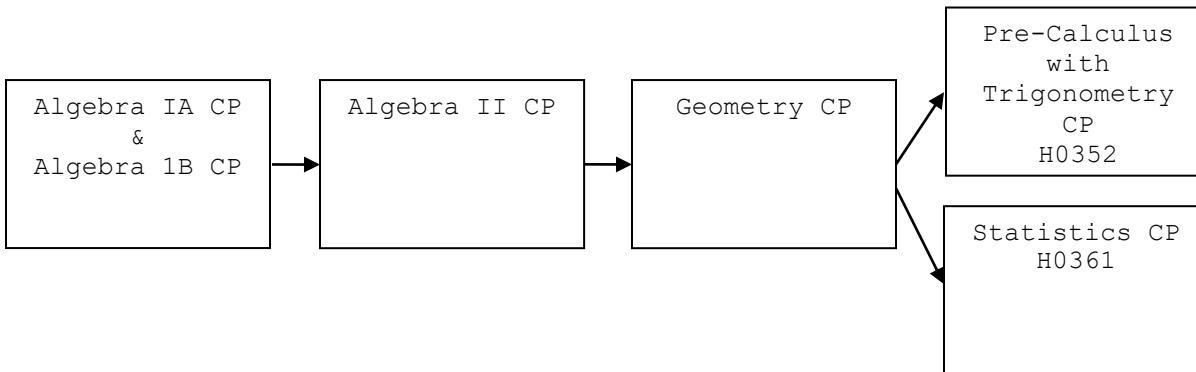 Algebra IA CP
&
Algebra 1B CP
Algebra II CP
Geometry CP
Pre-Calculus
with
Trigonometry
CP
H0352
Statistics CP
H0361